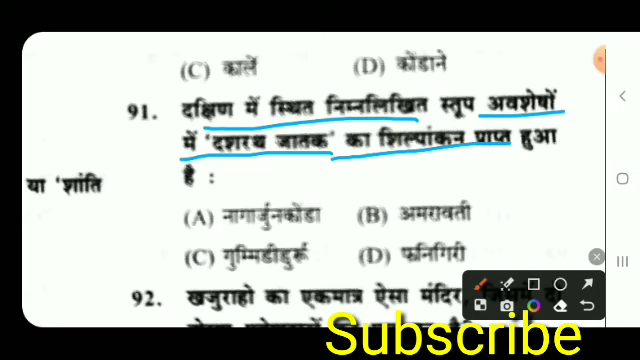 (C) कार्ले (D) कोंडाने
91. दक्षिण में स्थित निम्नलिखित स्तूप अवशेषों
में 'दशरथ जातक' का शिल्पांकन प्राप्त हुआ
या 'शांति
है :
(A) नागार्जुनकोंडा (B) अमरावती
(C) गुम्मिडीडुर्रू (D) फनिगिरी
92. खजुराहो का एकमात्र ऐसा मंदिर,
Subscribe